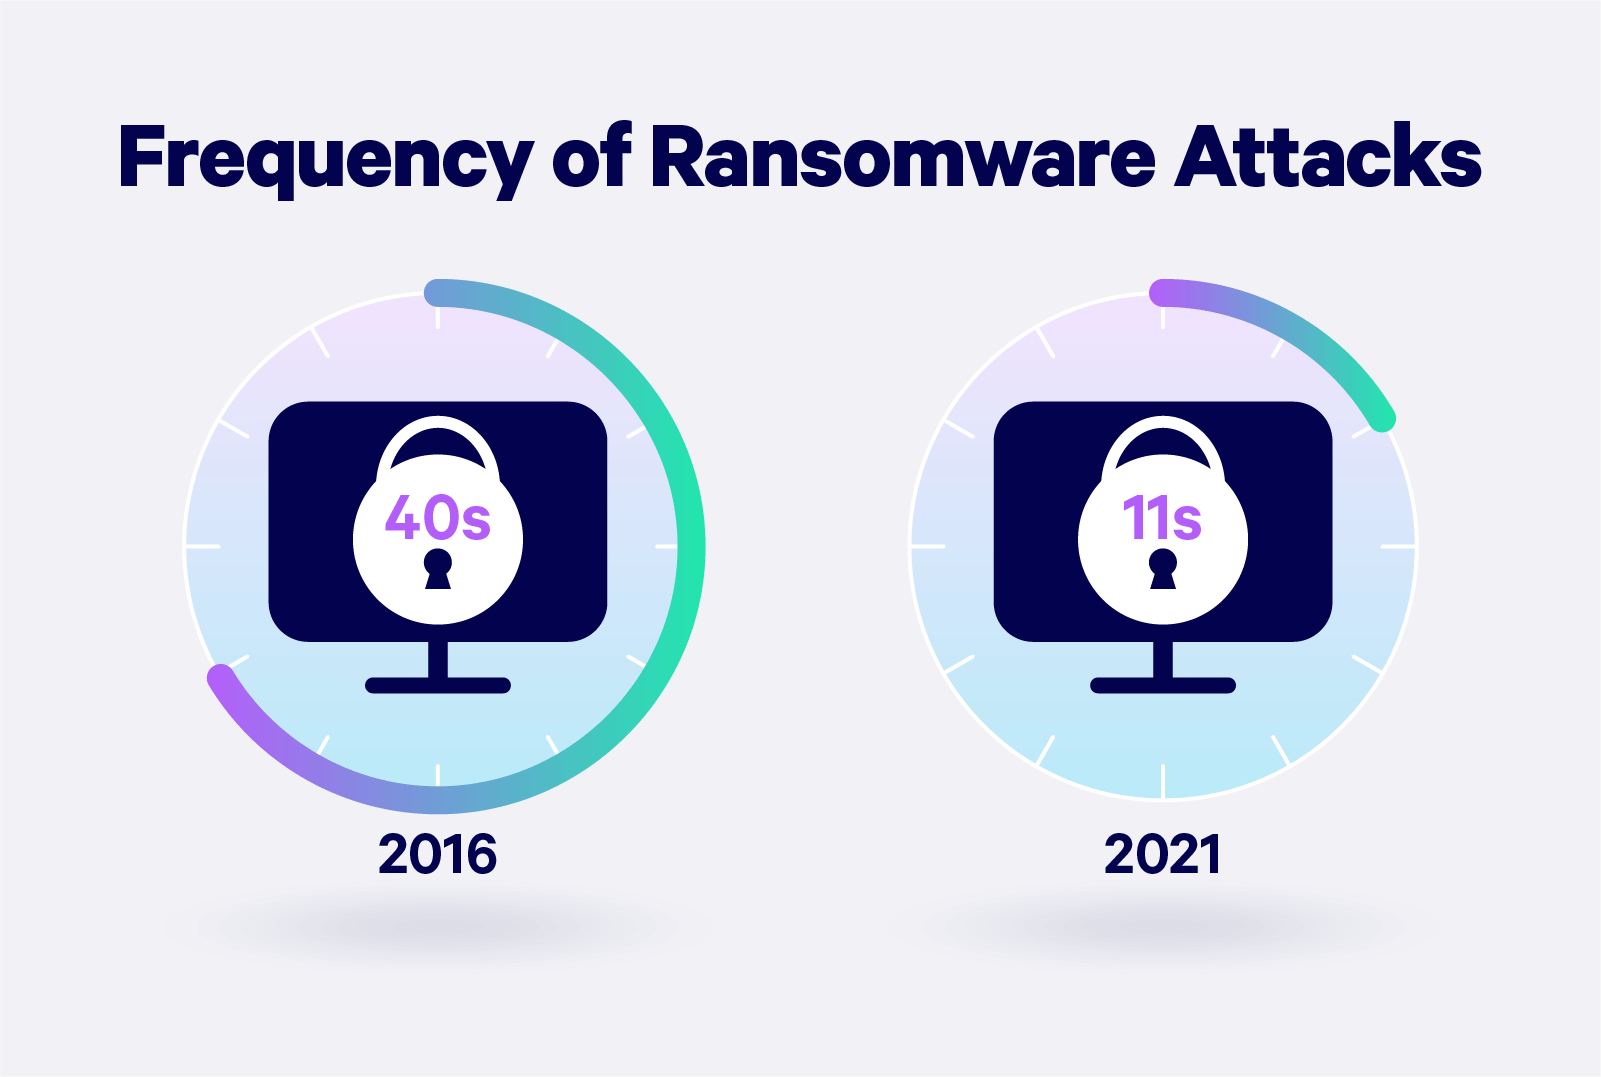 Frequency of Ransomware Attacks
40s
11s
2016
2021